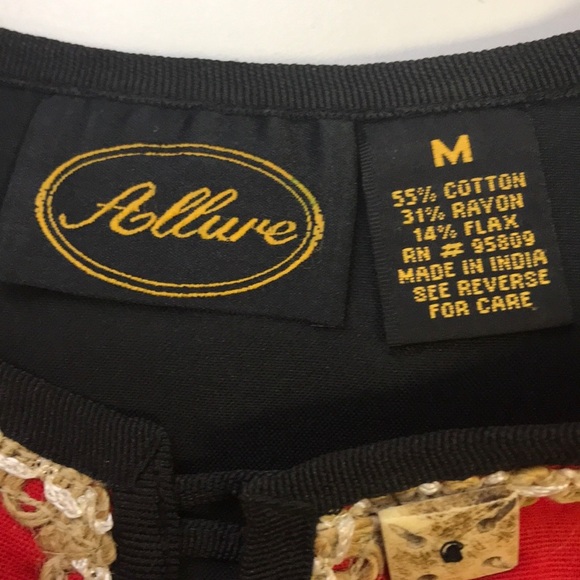 Allure
M
55% COTTON
31% RAYON
14% FLAX
RN # 95809
MADE IN INDIA
SEE REVERSE
FOR CARE